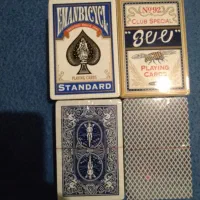 EMANBICYCL
PLAYING CARDS
STANDARD
CLUB SPECIAL
"Bee"
PLAYING
CARDS